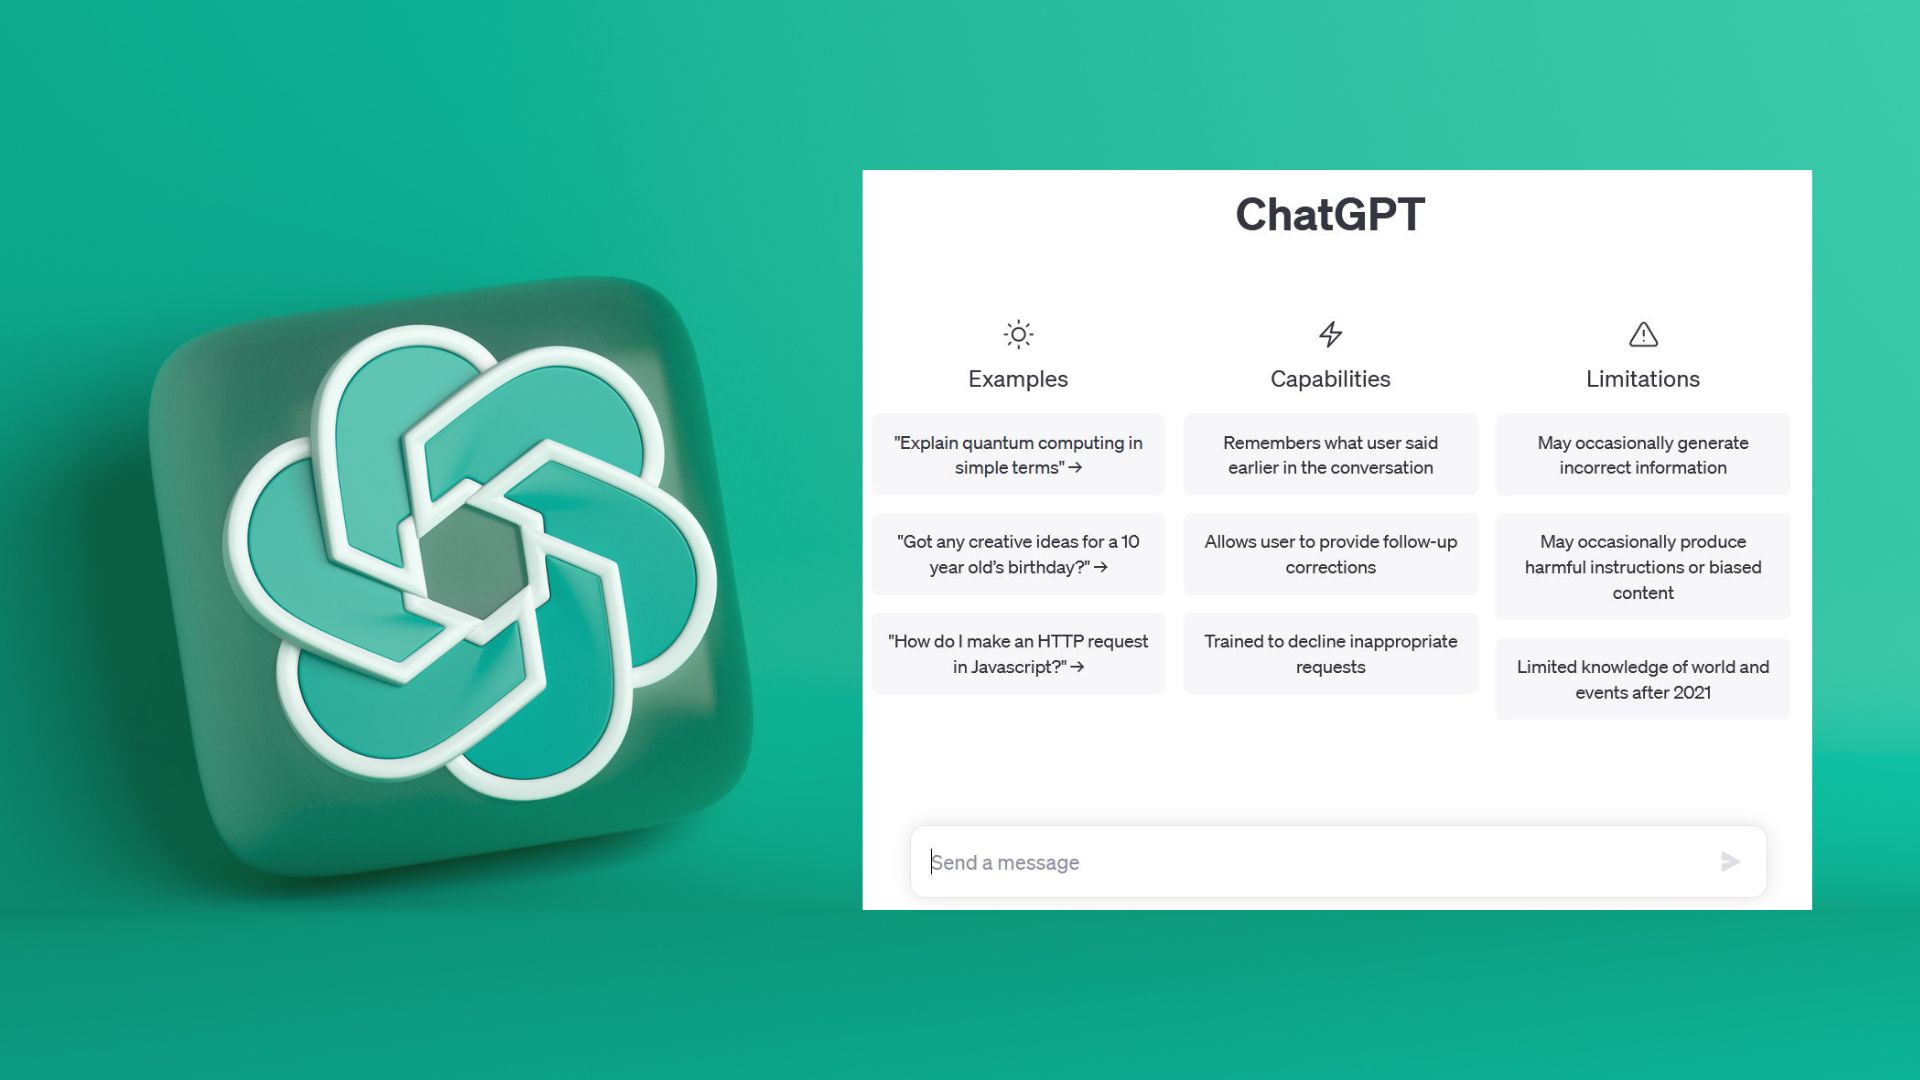 ChatGPT
Examples
"Explain quantum computing in
simple terms" →
"Got any creative ideas for a 10
year old’s birthday?" →
"How do I make an HTTP request
in Javascript?" →
Capabilities
Remembers what user said
earlier in the conversation
Allows user to provide follow-up
corrections
Trained to decline inappropriate
requests
Limitations
May occasionally generate
incorrect information
May occasionally produce
harmful instructions or biased
content
Limited knowledge of world and
events after 2021
Send a message